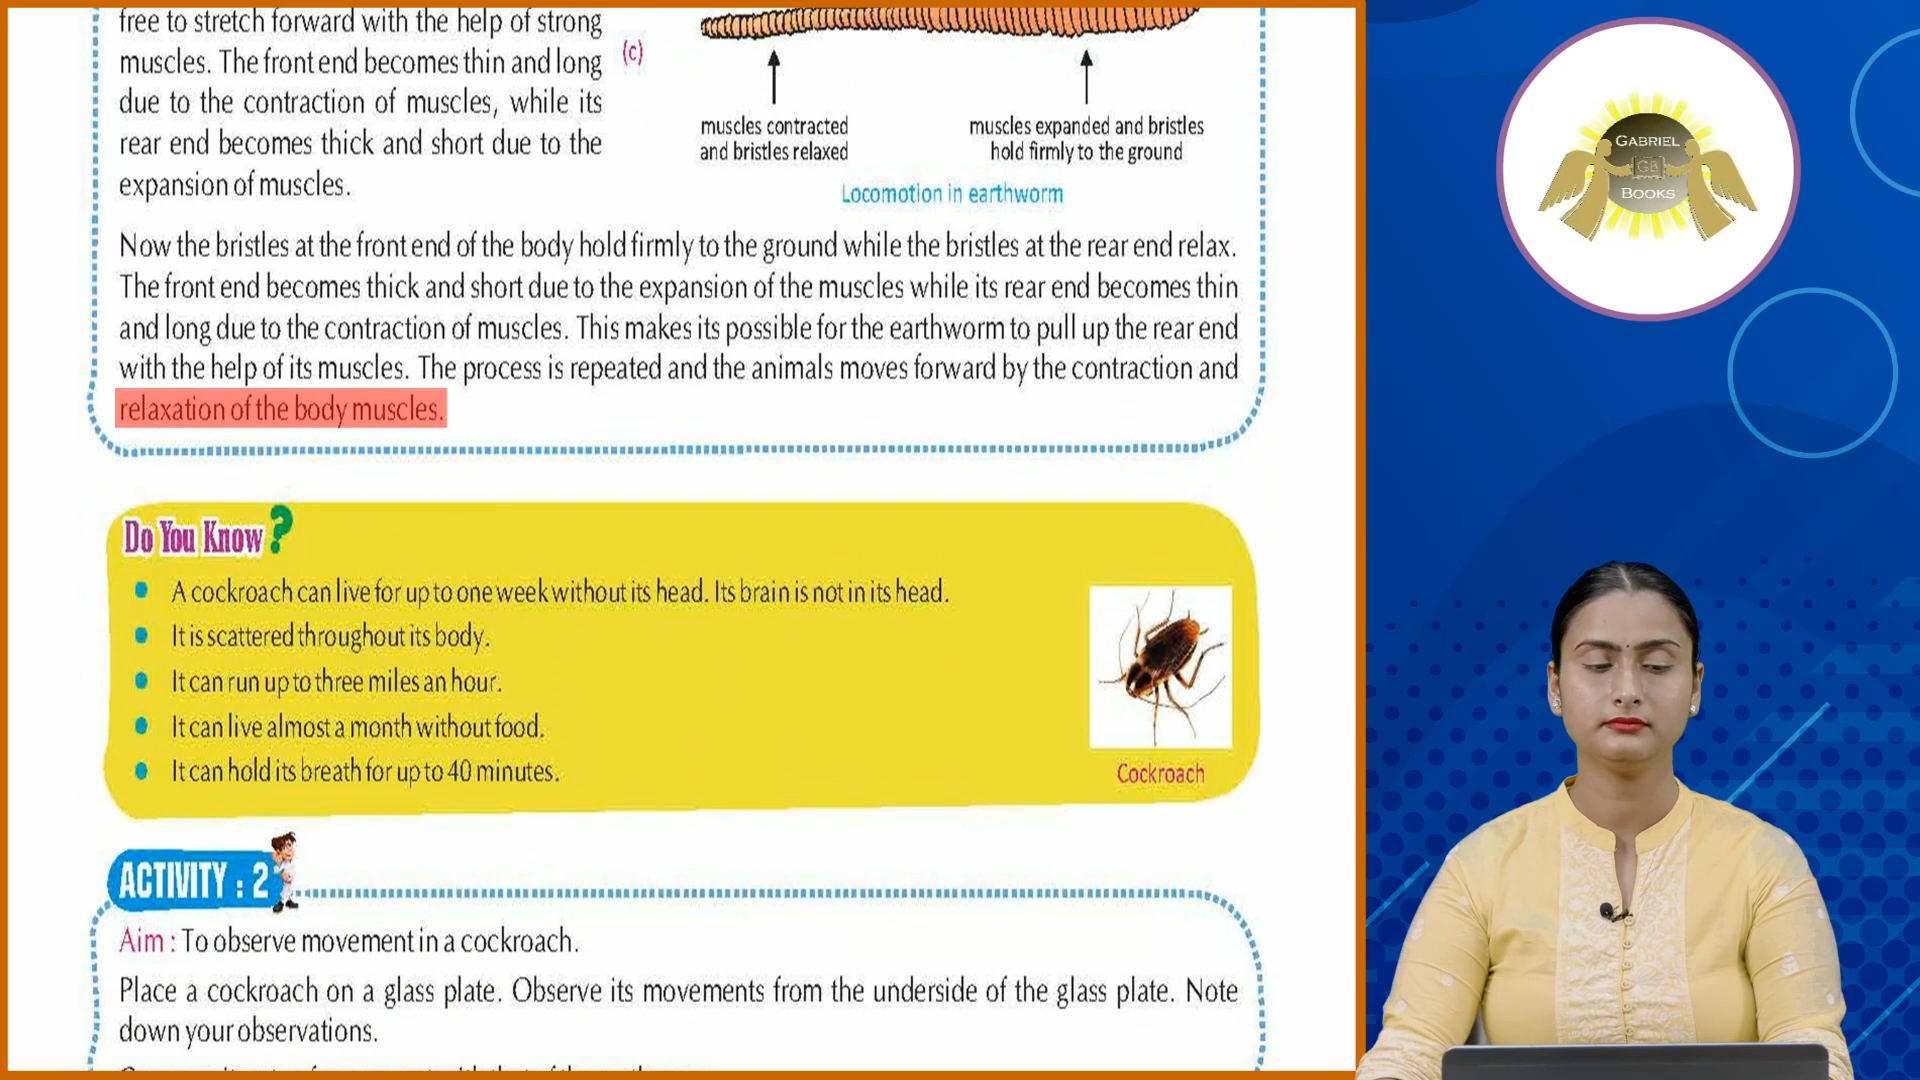 free to stretch forward with the help of strong
muscles. The front end becomes thin and long
due to the contraction of muscles, while its
rear end becomes thick and short due to the
expansion of muscles.
(c)
muscles contracted
and bristles relaxed
muscles expanded and bristles
hold firmly to the ground
Locomotion in earthworm
Now the bristles at the front end of the body hold firmly to the ground while the bristles at the rear end relax.
The front end becomes thick and short due to the expansion of the muscles while its rear end becomes thin
and long due to the contraction of muscles. This makes its possible for the earthworm to pull up the rear end
with the help of its muscles. The process is repeated and the animals moves forward by the contraction and
relaxation of the body muscles.
Do You Know ?
A cockroach can live for up to one week without its head. Its brain is not in its head.
It is scattered throughout its body.
It can run up to three miles an hour.
It can live almost a month without food.
It can hold its breath for up to 40 minutes.
Cockroach
ACTIVITY : 2
Aim : To observe movement in a cockroach.
Place a cockroach on a glass plate. Observe its movements from the underside of the glass plate. Note
down your observations.
GABRIEL
GB
BOOKS